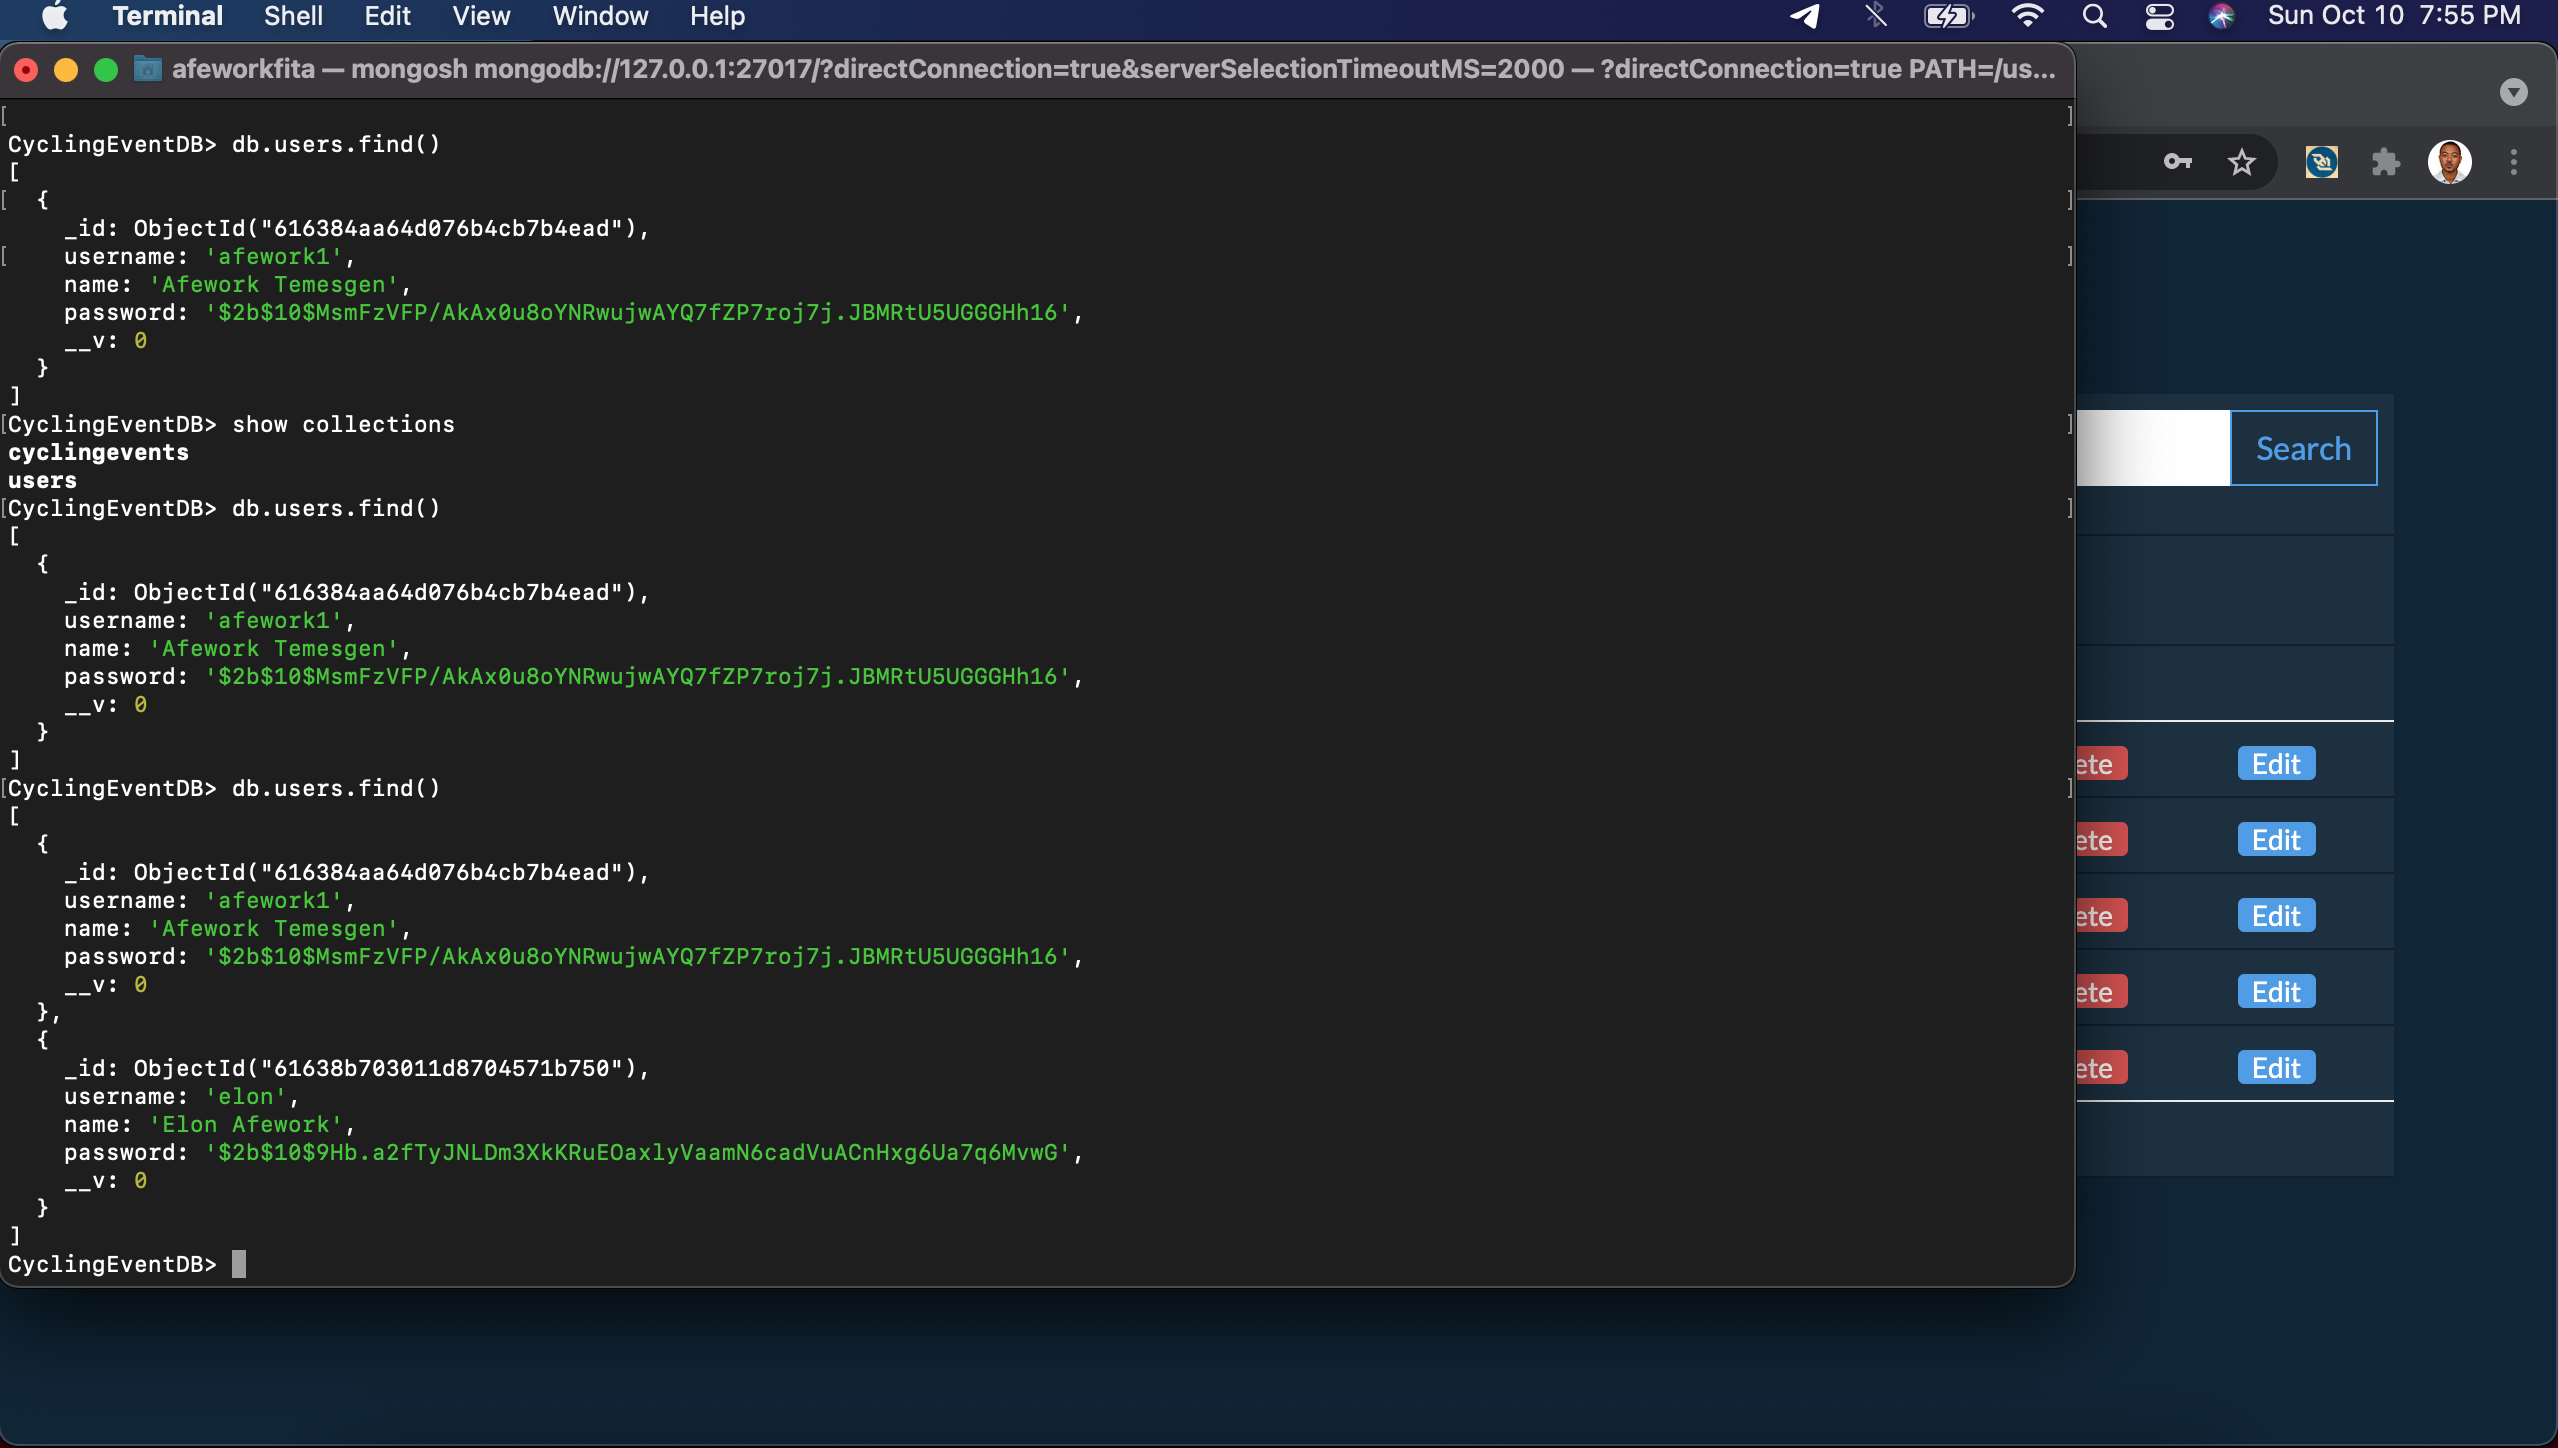 Terminal Shell Edit View Window Help Sun Oct 10 7:55 PM
afeworkfita — mongosh mongodb://127.0.0.1:27017/?directConnection=true&serverSelectionTimeoutMS=2000 — ?directConnection=true PATH=/us...
[ ]
CyclingEventDB> db.users.find()
[
[ { ]
_id: ObjectId("616384aa64d076b4cb7b4ead"),
[ username: 'afework1', ]
name: 'Afework Temesgen',
password: '$2b$10$MsmFzVFP/AkAx0u8oYNRwujwAYQ7fZP7roj7j.JBMRtU5UGGGHh16',
__v: 0
}
]
[CyclingEventDB> show collections ]
cyclingevents
users
[CyclingEventDB> db.users.find() ]
[
{
_id: ObjectId("616384aa64d076b4cb7b4ead"),
username: 'afework1',
name: 'Afework Temesgen',
password: '$2b$10$MsmFzVFP/AkAx0u8oYNRwujwAYQ7fZP7roj7j.JBMRtU5UGGGHh16',
__v: 0
}
]
[CyclingEventDB> db.users.find() ]
[
{
_id: ObjectId("616384aa64d076b4cb7b4ead"),
username: 'afework1',
name: 'Afework Temesgen',
password: '$2b$10$MsmFzVFP/AkAx0u8oYNRwujwAYQ7fZP7roj7j.JBMRtU5UGGGHh16',
__v: 0
},
{
_id: ObjectId("61638b703011d8704571b750"),
username: 'elon',
name: 'Elon Afework',
password: '$2b$10$9Hb.a2fTyJNLDm3XkKRuEOaxlyVaamN6cadVuACnHxg6Ua7q6MvwG',
__v: 0
}
]
CyclingEventDB>
Search
ete Edit
ete Edit
ete Edit
ete Edit
ete Edit